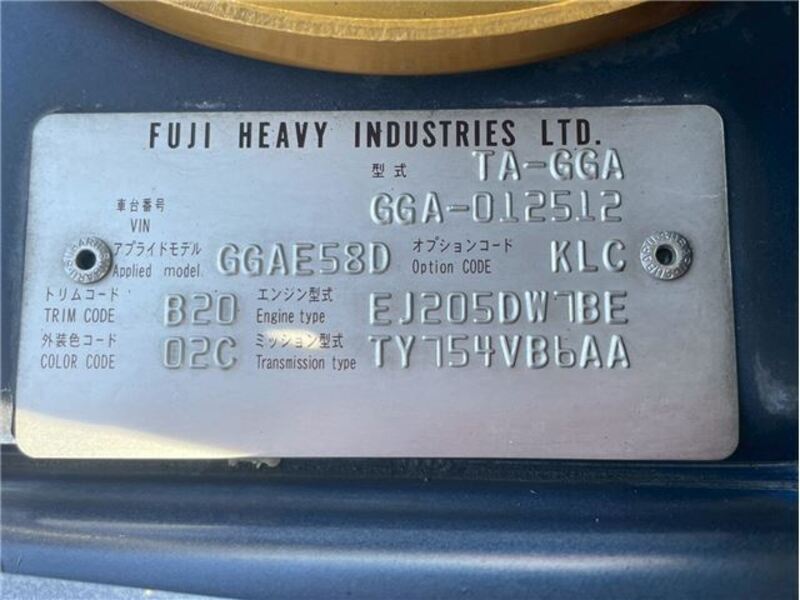 FUJI HEAVY INDUSTRIES LTD.
型式 TA-GGA
車台番号 VIN GGA-012512
アプライドモデル Applied model. GGAE58D オプションコード Option CODE KLC
トリムコード TRIM CODE B20 エンジン型式 Engine type EJ205DW7BE
外装色コード COLOR CODE 02C ミッション型式 Transmission type TY754VB6AA